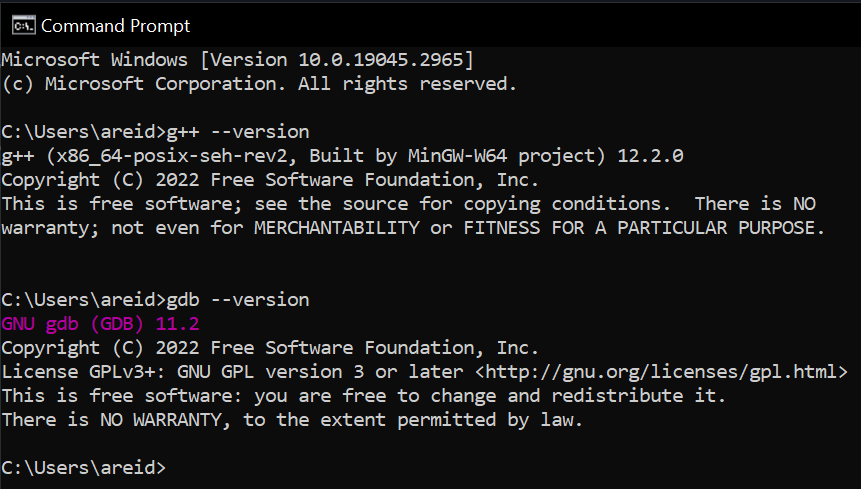 Command Prompt
Microsoft Windows [Version 10.0.19045.2965]
(c) Microsoft Corporation. All rights reserved.
C:\Users\areid>g++ --version
g++ (x86_64-posix-seh-rev2, Built by MinGW-W64 project) 12.2.0
Copyright (C) 2022 Free Software Foundation, Inc.
This is free software; see the source for copying conditions.  There is NO
warranty; not even for MERCHANTABILITY or FITNESS FOR A PARTICULAR PURPOSE.
C:\Users\areid>gdb --version
GNU gdb (GDB) 11.2
Copyright (C) 2022 Free Software Foundation, Inc.
License GPLv3+: GNU GPL version 3 or later <http://gnu.org/licenses/gpl.html>
This is free software: you are free to change and redistribute it.
There is NO WARRANTY, to the extent permitted by law.
C:\Users\areid>